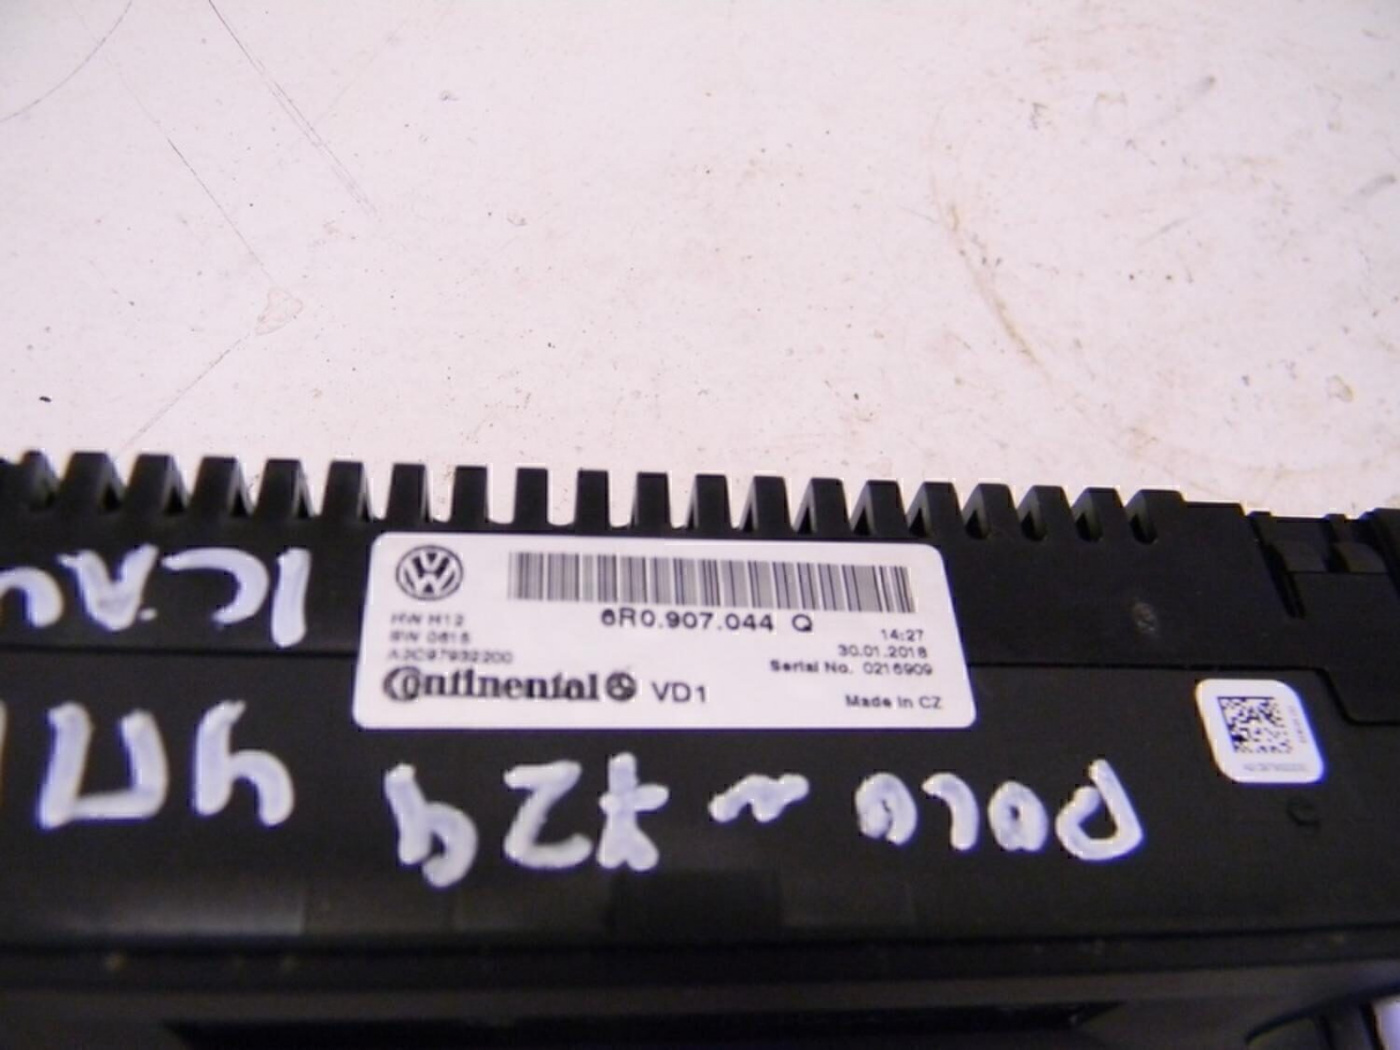 6R0.907.044 Q
HW H12
SW 0615
A2C97932200
14:27
30.01.2018
Serial No. 0216909
Continental VD1
Made in CZ
POLO ~ 724